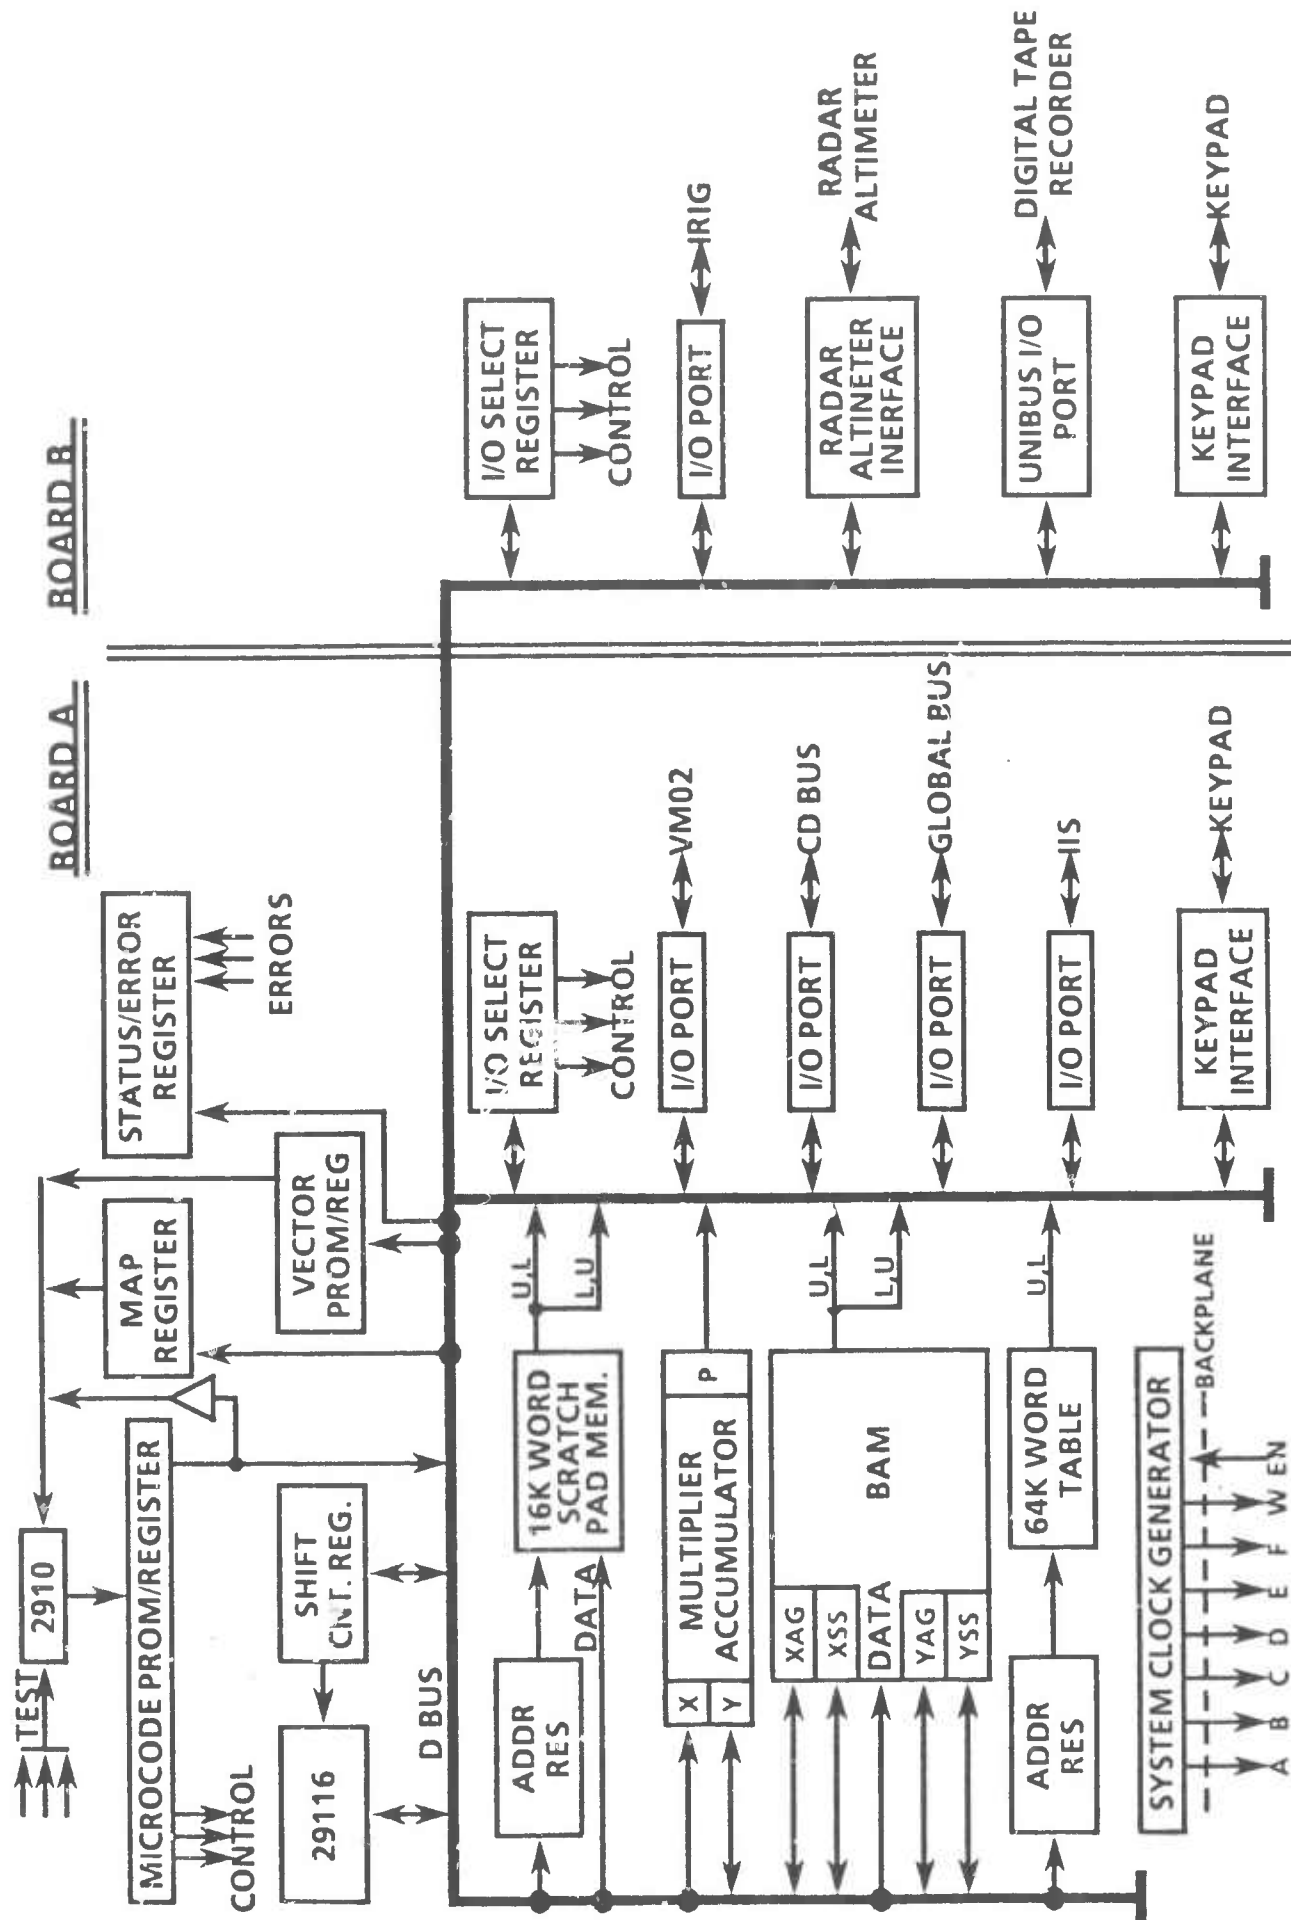 BOARD A
BOARD B
TEST
2910
MICROCODE PROM/REGISTER
CONTROL
MAP
REGISTER
STATUS/ERROR
REGISTER
ERRORS
VECTOR
PROM/REG
SHIFT
CNT. REG.
29116
D BUS
ADDR
RES
DATA
16K WORD
SCRATCH
PAD MEM.
U,L
L,U
X
Y
MULTIPLIER
ACCUMULATOR
P
XAG
XSS
DATA
YAG
YSS
BAM
U,L
L,U
ADDR
RES
64K WORD
TABLE
U,L
SYSTEM CLOCK GENERATOR
BACKPLANE
A B C D E F W EN
I/O SELECT
REGISTER
CONTROL
I/O PORT
VM02
I/O PORT
CD BUS
I/O PORT
GLOBAL BUS
I/O PORT
IIS
KEYPAD
INTERFACE
KEYPAD
I/O SELECT
REGISTER
CONTROL
I/O PORT
IRIG
RADAR
ALTINETER
INERFACE
RADAR
ALTIMETER
UNIBUS I/O
PORT
DIGITAL TAPE
RECORDER
KEYPAD
INTERFACE
KEYPAD